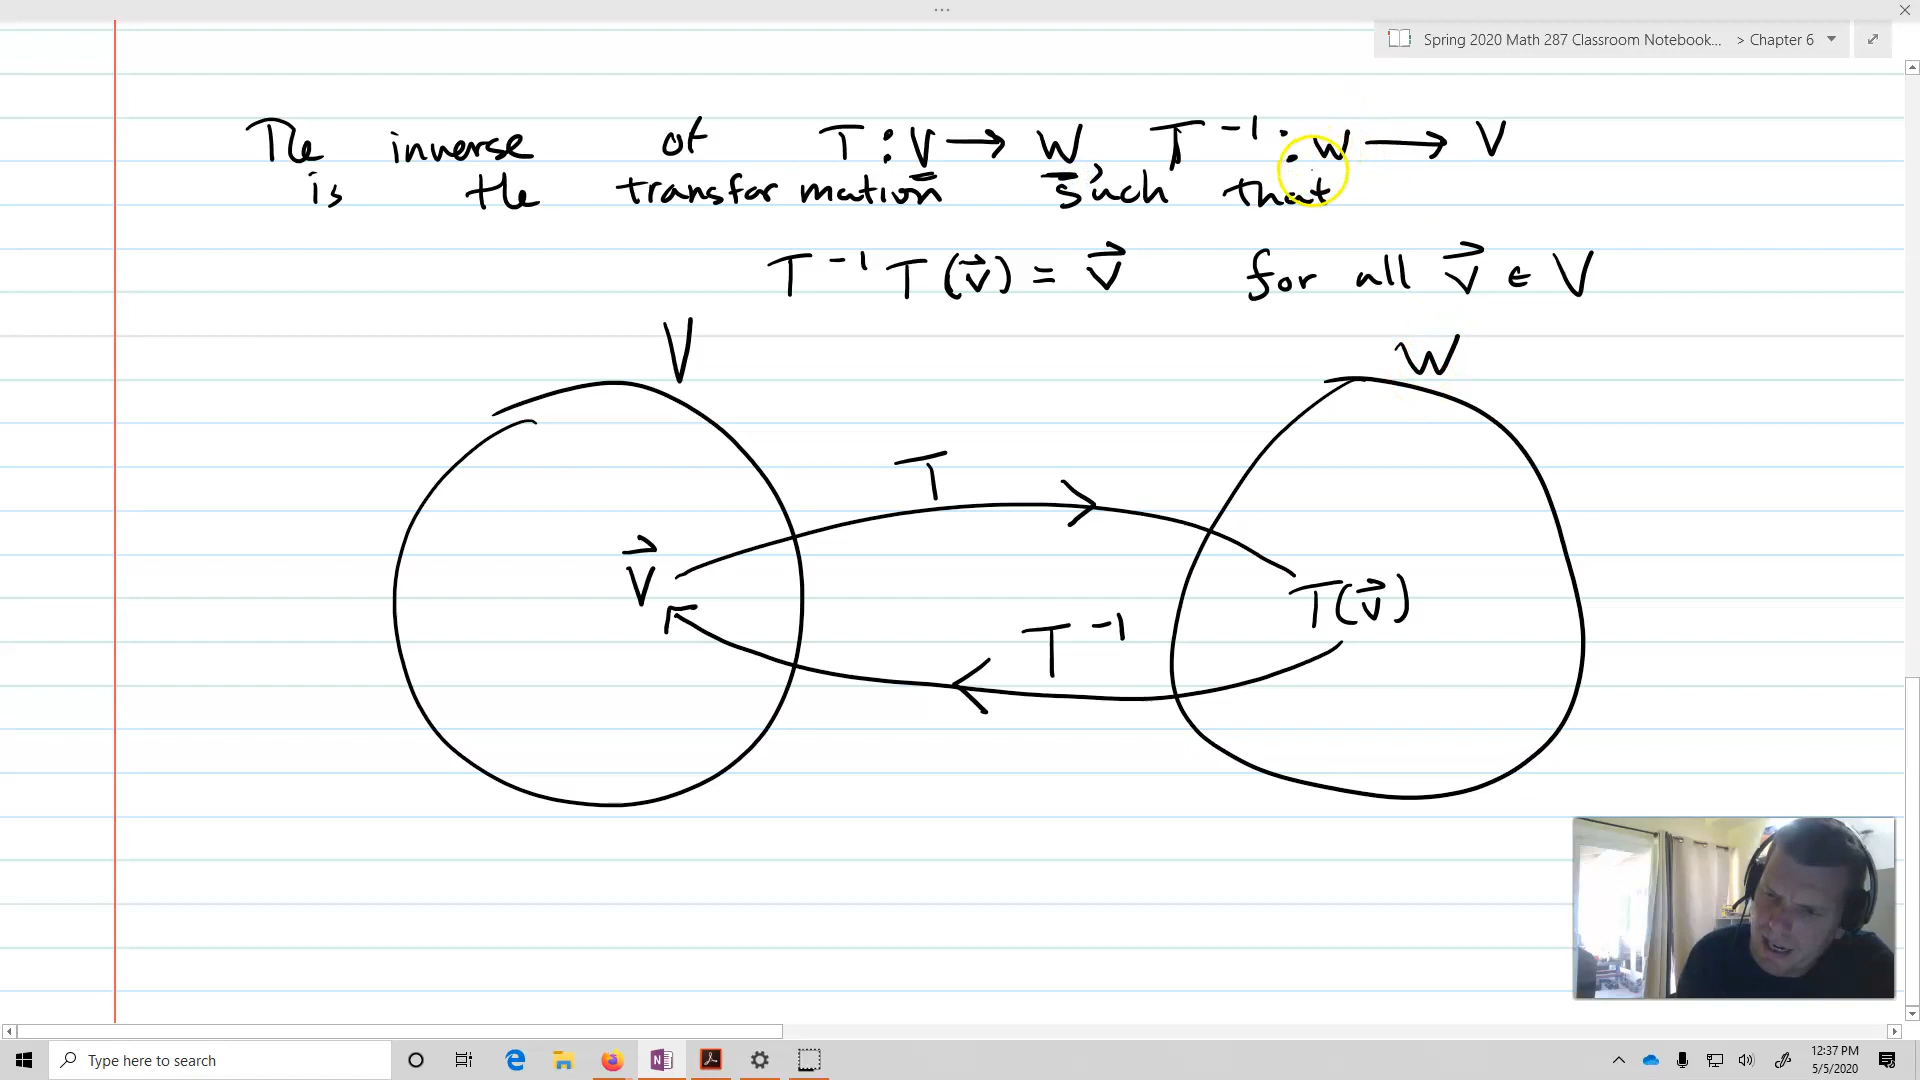 Spring 2020 Math 287 Classroom Notebook... > Chapter 6
The inverse of T : V → W, T⁻¹ : W → V
is the transformation such that
T⁻¹ T(v⃗) = v⃗ for all v⃗ ∈ V
V W
T
v⃗ T(v⃗)
T⁻¹
Type here to search
12:37 PM
5/5/2020